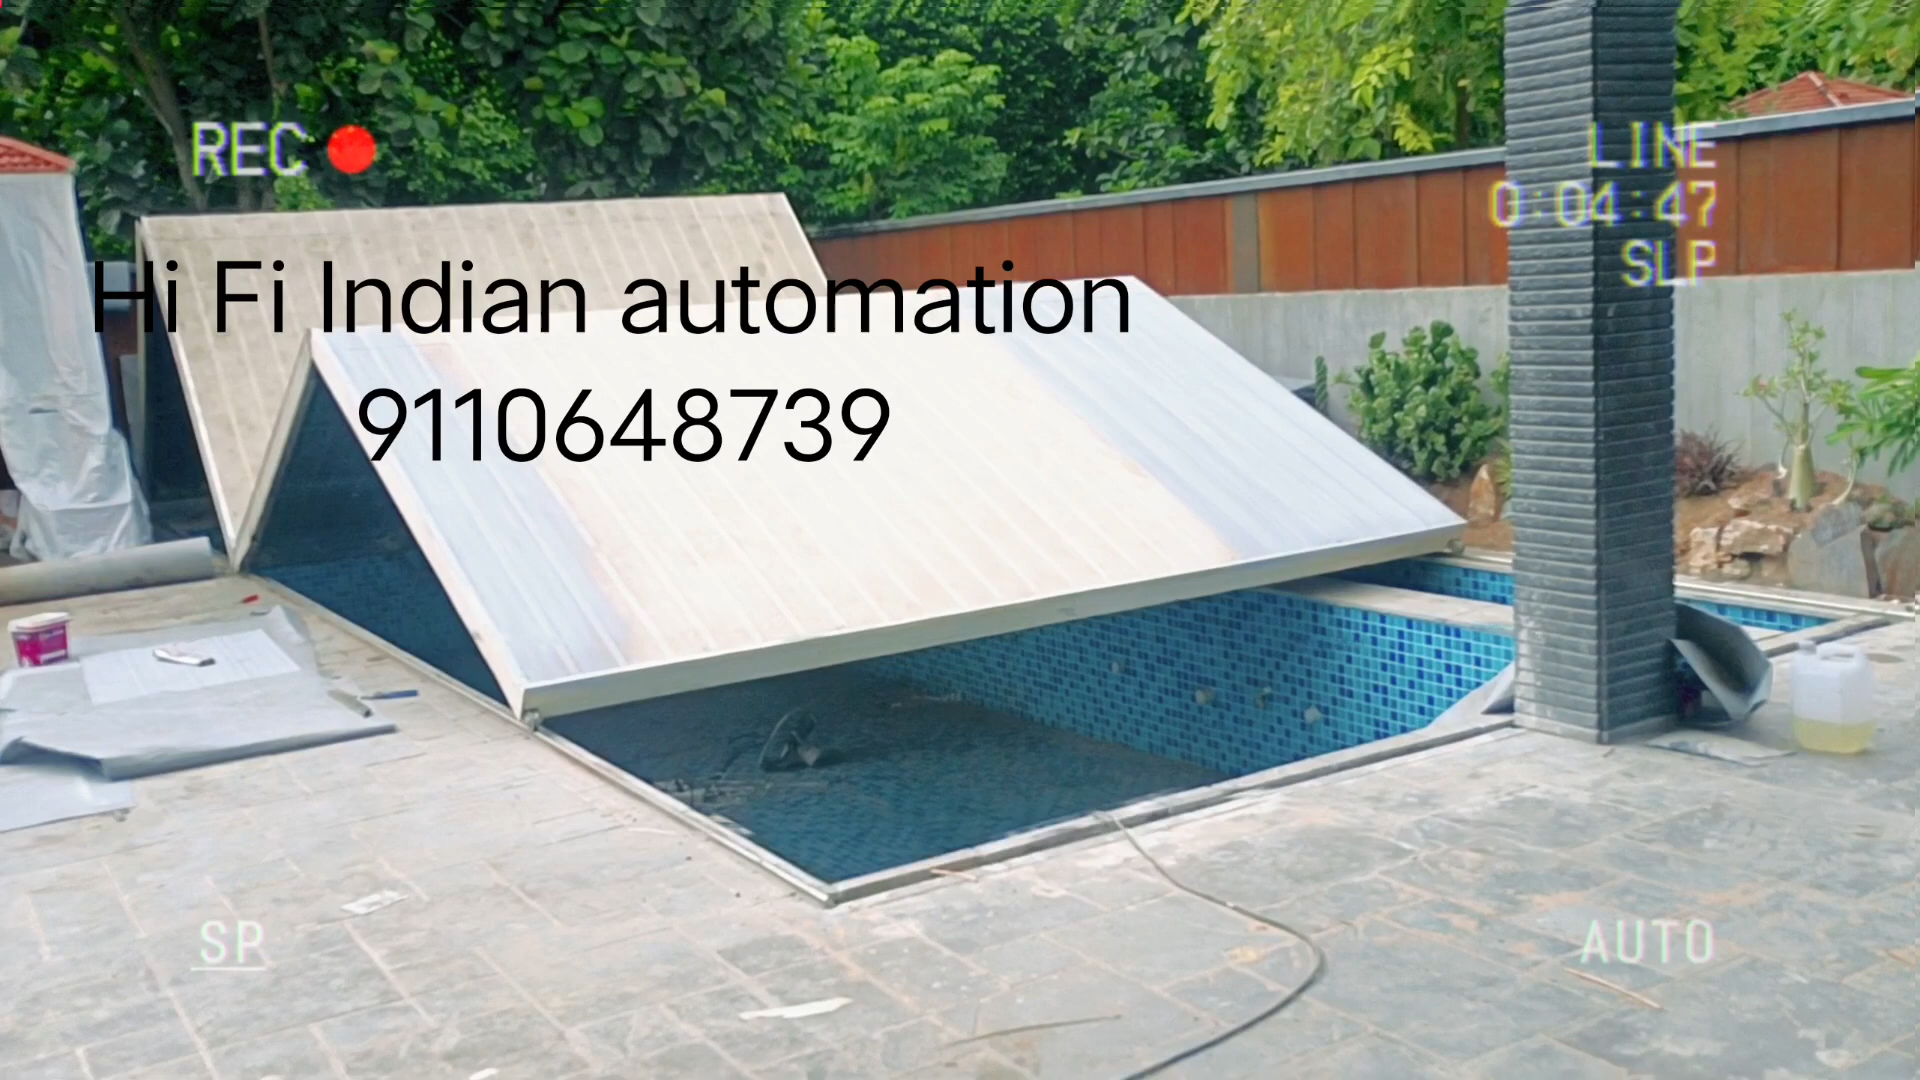 REC
LINE
0:04:47
SLP
Hi Fi Indian automation
9110648739
SP
AUTO